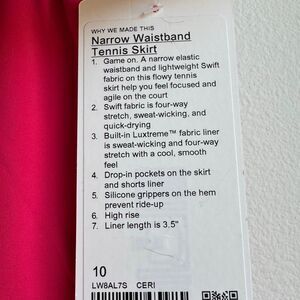 WHY WE MADE THIS
Narrow Waistband
Tennis Skirt
1. Game on. A narrow elastic
waistband and lightweight Swift
fabric on this flowy tennis
skirt help you feel focused and
agile on the court
2. Swift fabric is four-way
stretch, sweat-wicking, and
quick-drying
3. Built-in Luxtreme™ fabric liner
is sweat-wicking and four-way
stretch with a cool, smooth
feel
4. Drop-in pockets on the skirt
and shorts liner
5. Silicone grippers on the hem
prevent ride-up
6. High rise
7. Liner length is 3.5"
10
LW8AL7S CERI